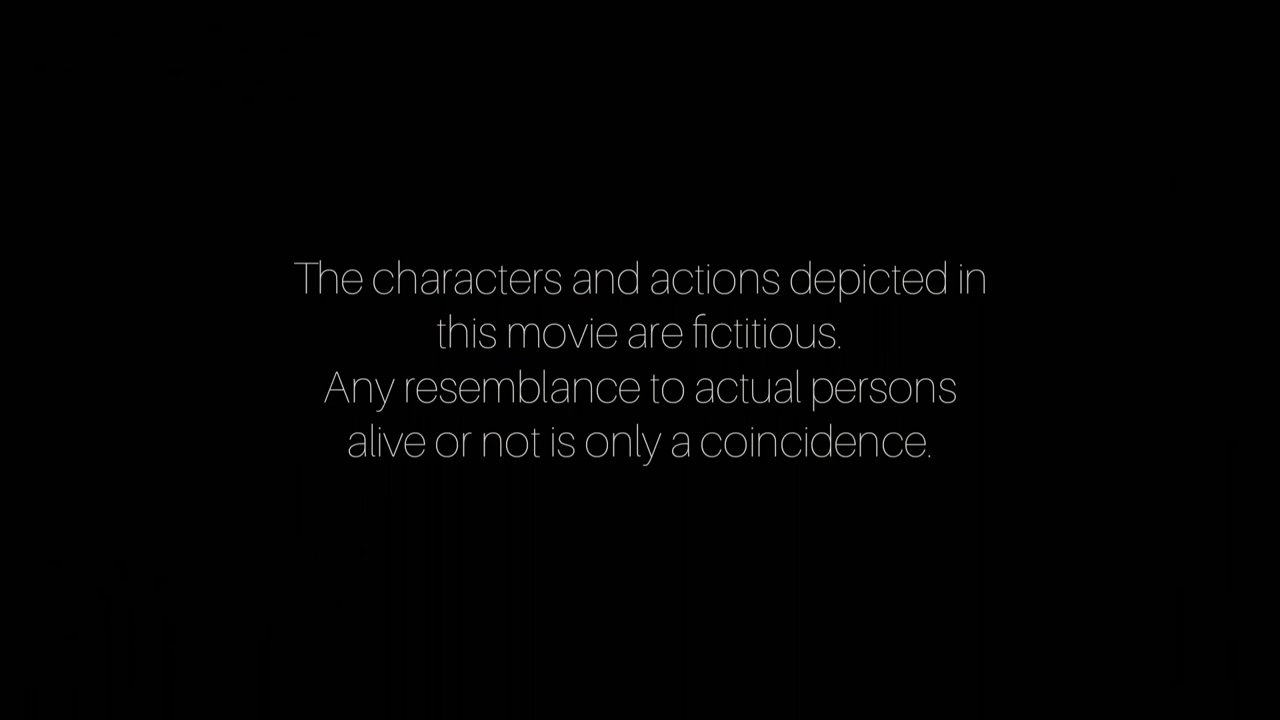 The characters and actions depicted in
this movie are fictitious.
Any resemblance to actual persons
alive or not is only a coincidence.